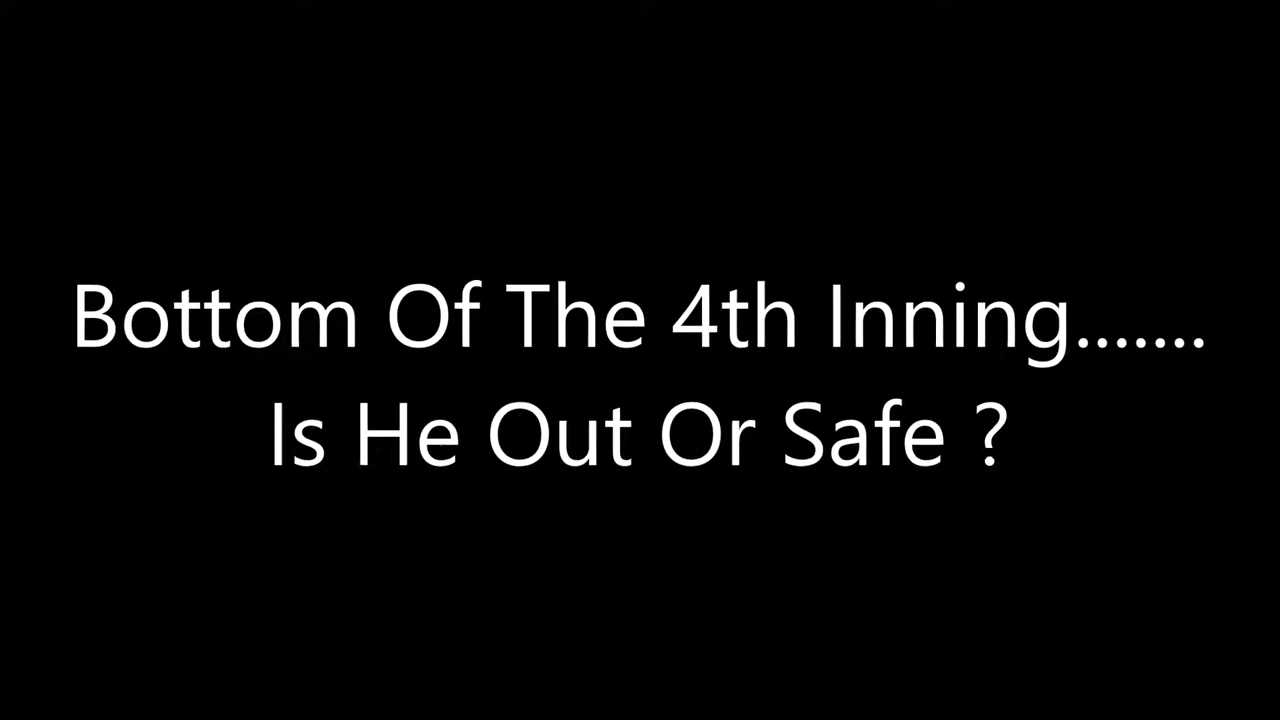 Bottom Of The 4th Inning.......
Is He Out Or Safe ?